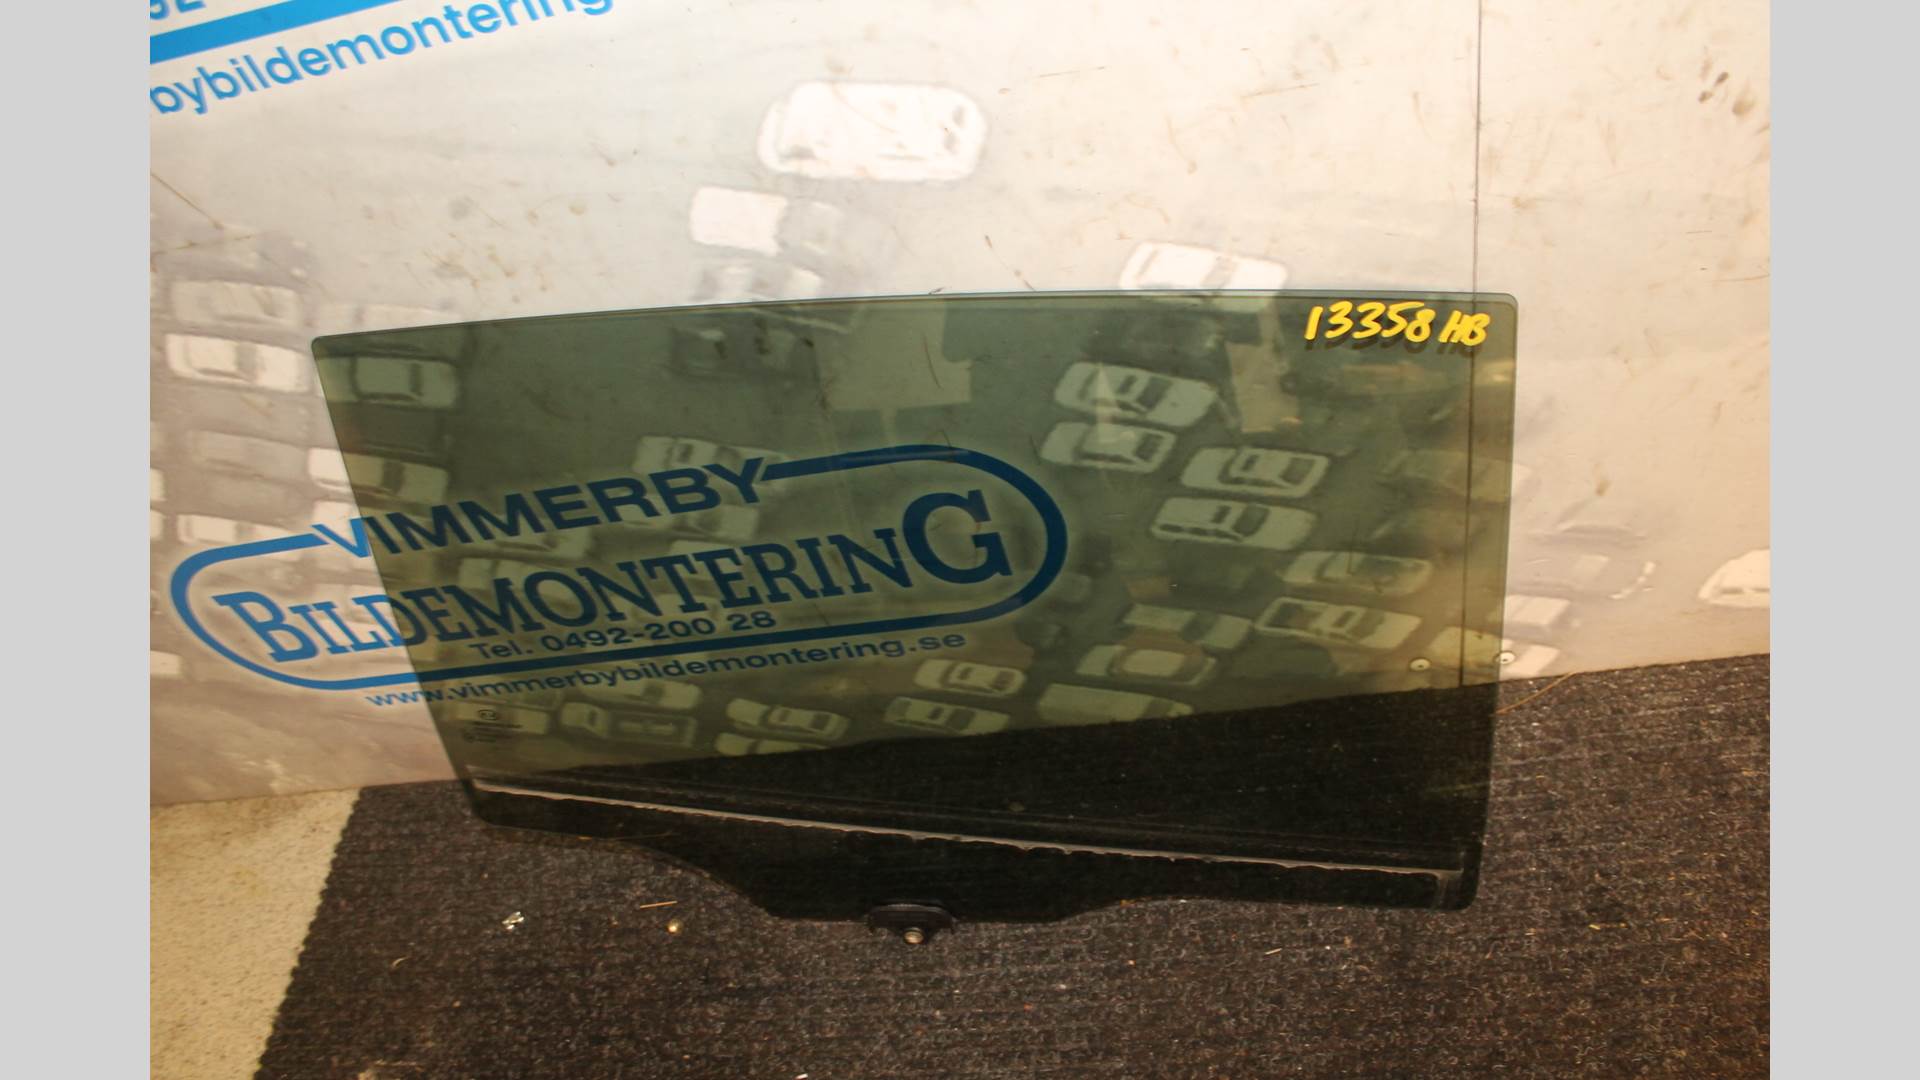 bybildemontering
13358 HB
VIMMERBY
BILDEMONTERING
Tel. 0492-200 28
www.vimmerbybildemontering.se